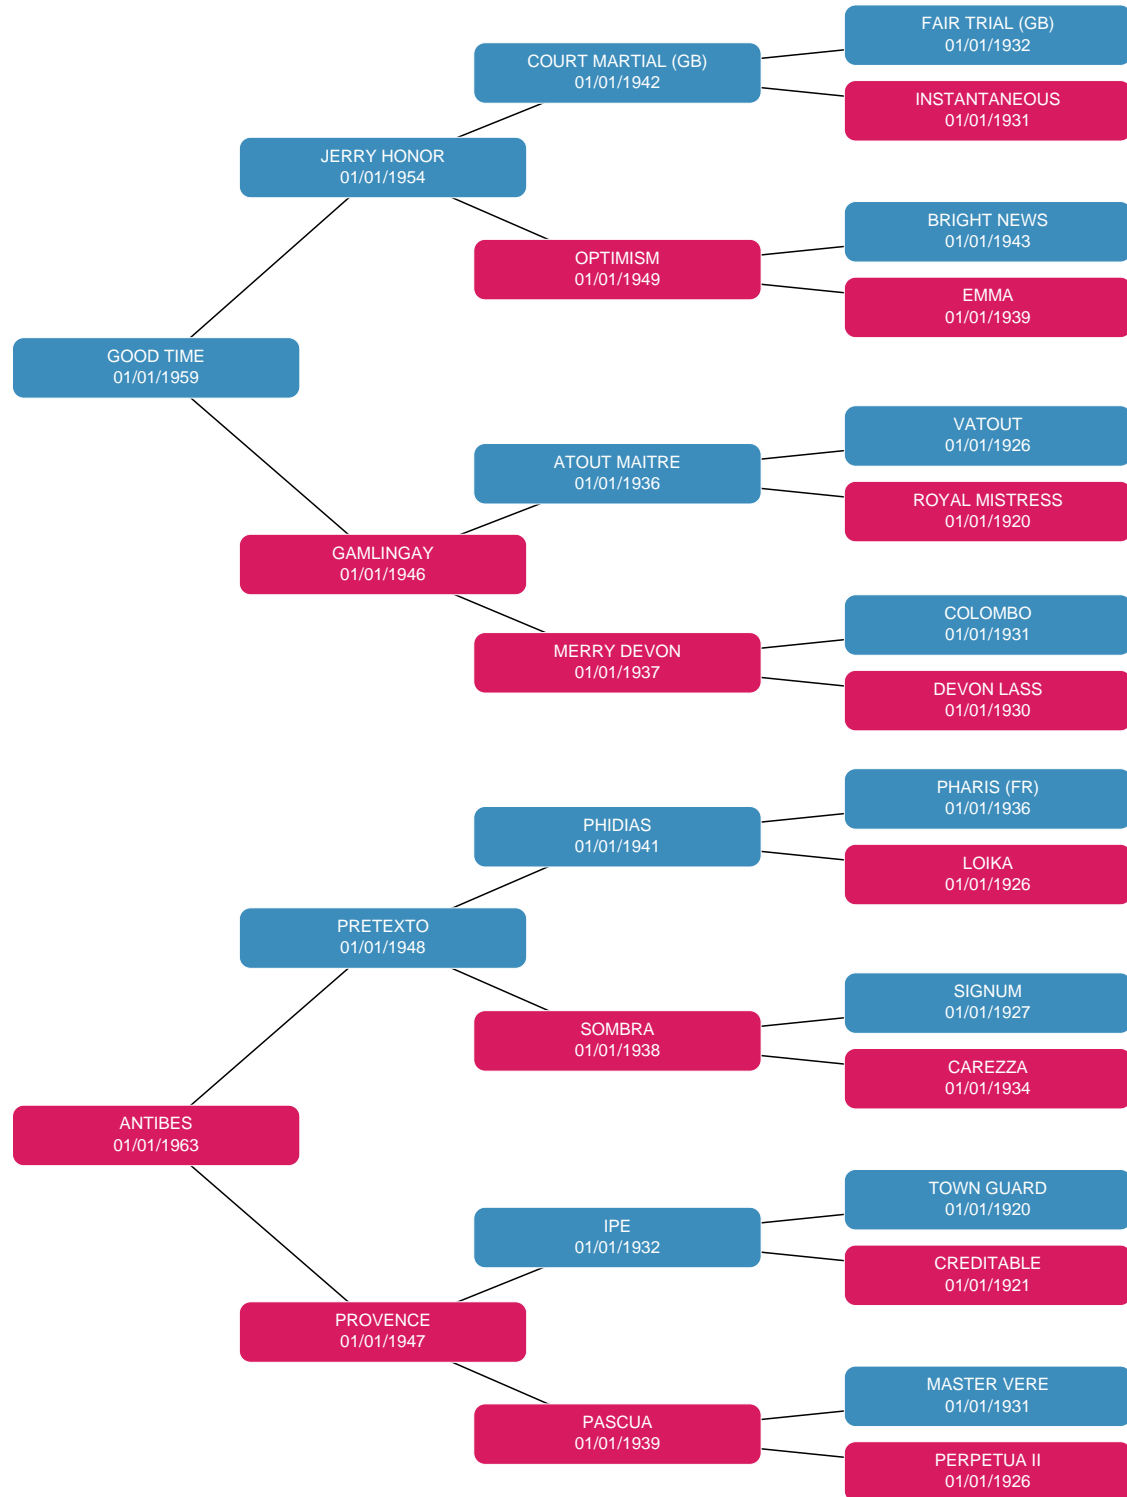 FAIR TRIAL (GB)
01/01/1932
COURT MARTIAL (GB)
01/01/1942
INSTANTANEOUS
01/01/1931
JERRY HONOR
01/01/1954
BRIGHT NEWS
01/01/1943
OPTIMISM
01/01/1949
EMMA
01/01/1939
GOOD TIME
01/01/1959
VATOUT
01/01/1926
ATOUT MAITRE
01/01/1936
ROYAL MISTRESS
01/01/1920
GAMLINGAY
01/01/1946
COLOMBO
01/01/1931
MERRY DEVON
01/01/1937
DEVON LASS
01/01/1930
PHARIS (FR)
01/01/1936
PHIDIAS
01/01/1941
LOIKA
01/01/1926
PRETEXTO
01/01/1948
SIGNUM
01/01/1927
SOMBRA
01/01/1938
CAREZZA
01/01/1934
ANTIBES
01/01/1963
TOWN GUARD
01/01/1920
IPE
01/01/1932
CREDITABLE
01/01/1921
PROVENCE
01/01/1947
MASTER VERE
01/01/1931
PASCUA
01/01/1939
PERPETUA II
01/01/1926